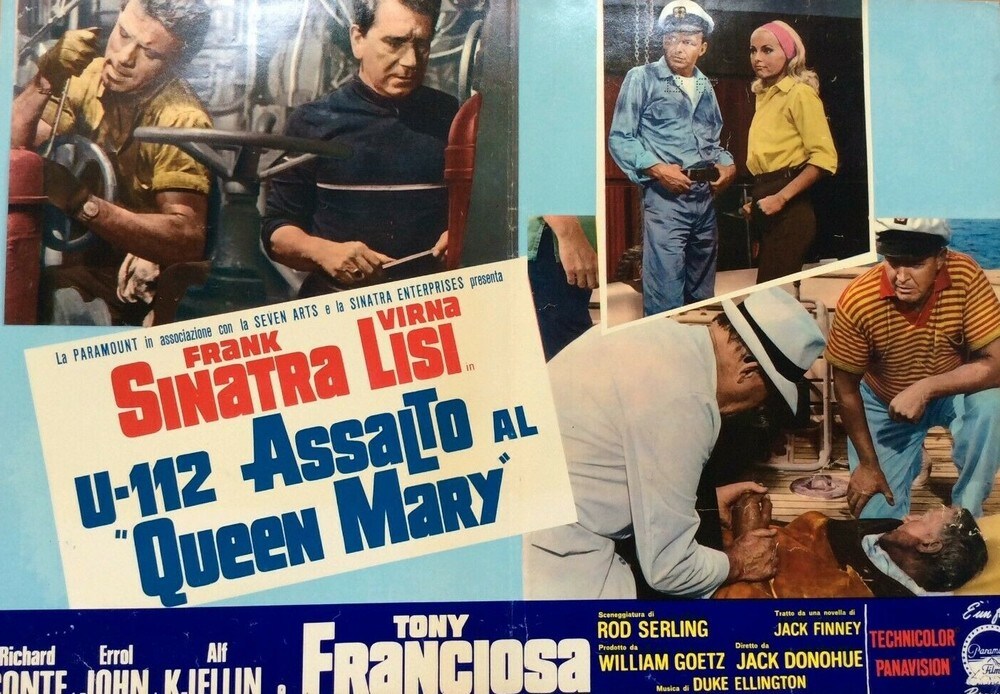 La PARAMOUNT in associazione con la SEVEN ARTS e la SINATRA ENTERPRISES presenta
FRANK VIRNA
SINATRA LISI
in
U-112 ASSALTO AL
"QUEEN MARY"
Richard Errol Alf
CONTE JOHN KJELLIN e
TONY
FRANCIOSA
Sceneggiatura di
ROD SERLING
Tratto da una novella di
JACK FINNEY
Prodotto da
WILLIAM GOETZ
Diretto da
JACK DONOHUE
Musica di DUKE ELLINGTON
TECHNICOLOR
PANAVISION
È un